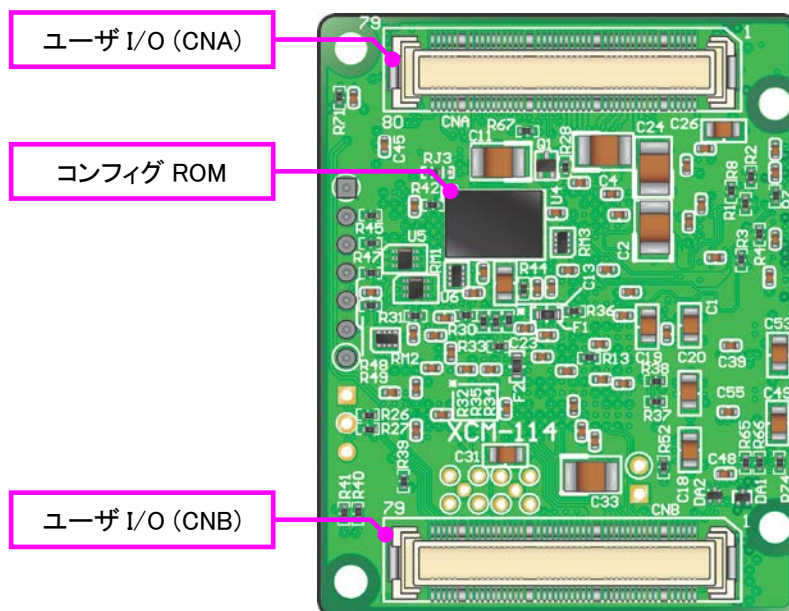 ユーザ I/O (CNA)
コンフィグ ROM
ユーザ I/O (CNB)
79
1
80
CNA
R71
C45
R67
C11
Q1
R28
C24
C26
RJ3
R42
U4
C4
R8
R2
R1
R45
U5
R47
RM1
RM3
C2
R3
R4
U6
R44
C13
R31
R30
F1
R36
C1
C53
RM2
R33
C23
R13
C19
C20
C39
R48
R49
F2
R38
R32
R35
R34
R37
C55
C49
R26
R27
XCM-114
R39
C31
R52
R65
R66
C48
C18
C33
R41
R40
DA2
DA1
R74
CNB
79
1